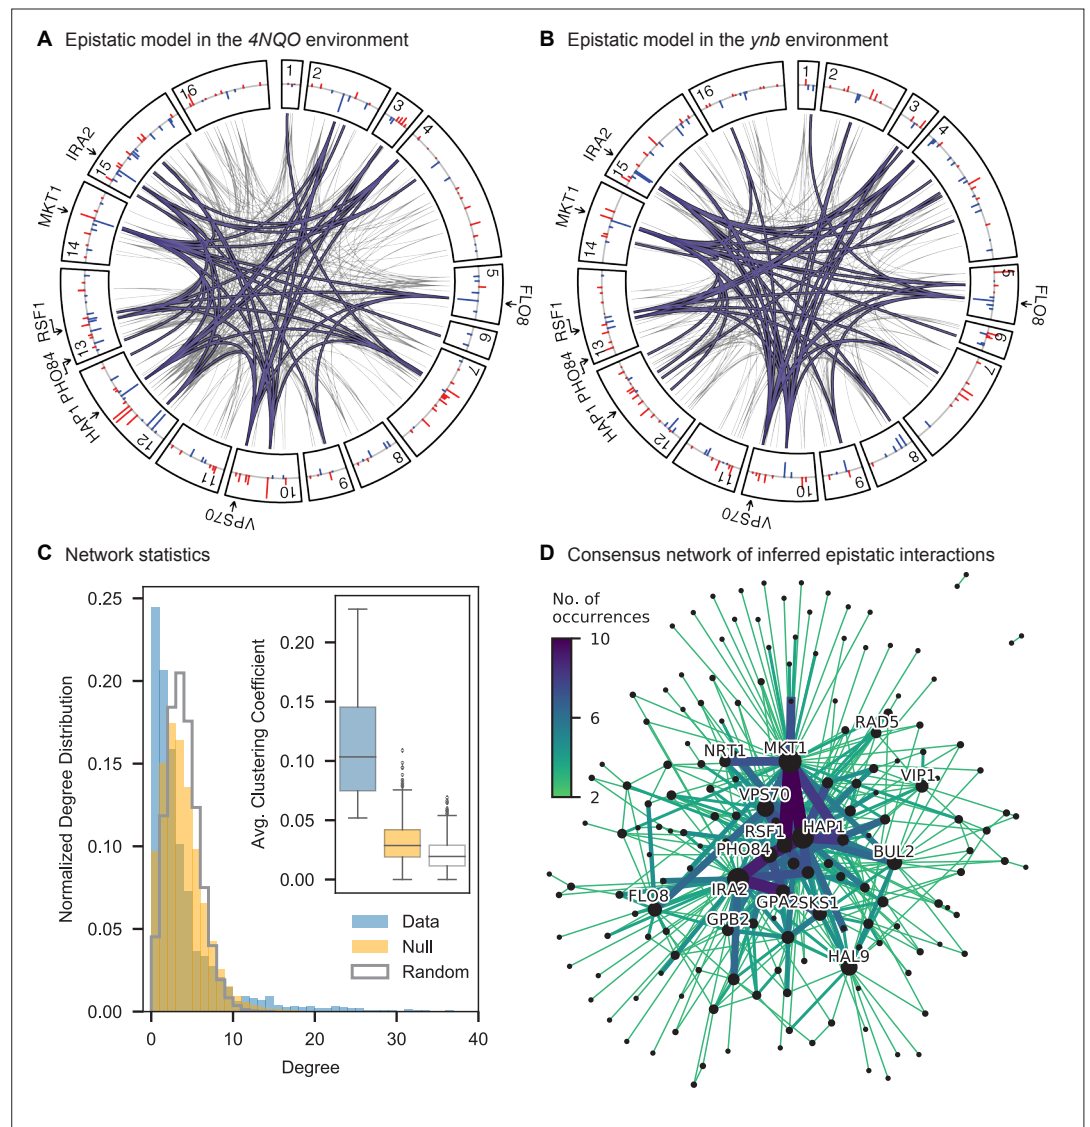 A Epistatic model in the 4NQO environment
1
2
3
4
5
6
7
8
9
10
11
12
13
14
15
16
IRA2
MKT1
RSF1
PHO84
HAP1
VPS70
FLO8
B Epistatic model in the ynb environment
1
2
3
4
5
6
7
8
9
10
11
12
13
14
15
16
IRA2
MKT1
RSF1
PHO84
HAP1
VPS70
FLO8
C Network statistics
Normalized Degree Distribution
0.25
0.20
0.15
0.10
0.05
0.00
0
10
20
30
40
Degree
Avg. Clustering Coefficient
0.20
0.15
0.10
0.05
0.00
Data
Null
Random
D Consensus network of inferred epistatic interactions
No. of
occurrences
10
6
2
RAD5
NRT1
MKT1
VIP1
VPS70
RSF1
HAP1
PHO84
BUL2
IRA2
FLO8
GPA2
SKS1
GPB2
HAL9